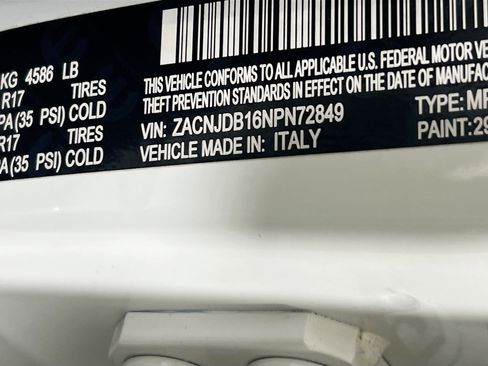 KG 4586 LB
R17 TIRES
PA (35 PSI) COLD
R17 TIRES
PA (35 PSI) COLD
THIS VEHICLE CONFORMS TO ALL APPLICABLE U.S. FEDERAL MOTOR VE
THEFT PREVENTION STANDARDS IN EFFECT ON THE DATE OF MANUFAC
VIN: ZACNJDB16NPN72849 TYPE: MP
VEHICLE MADE IN: ITALY PAINT: 29